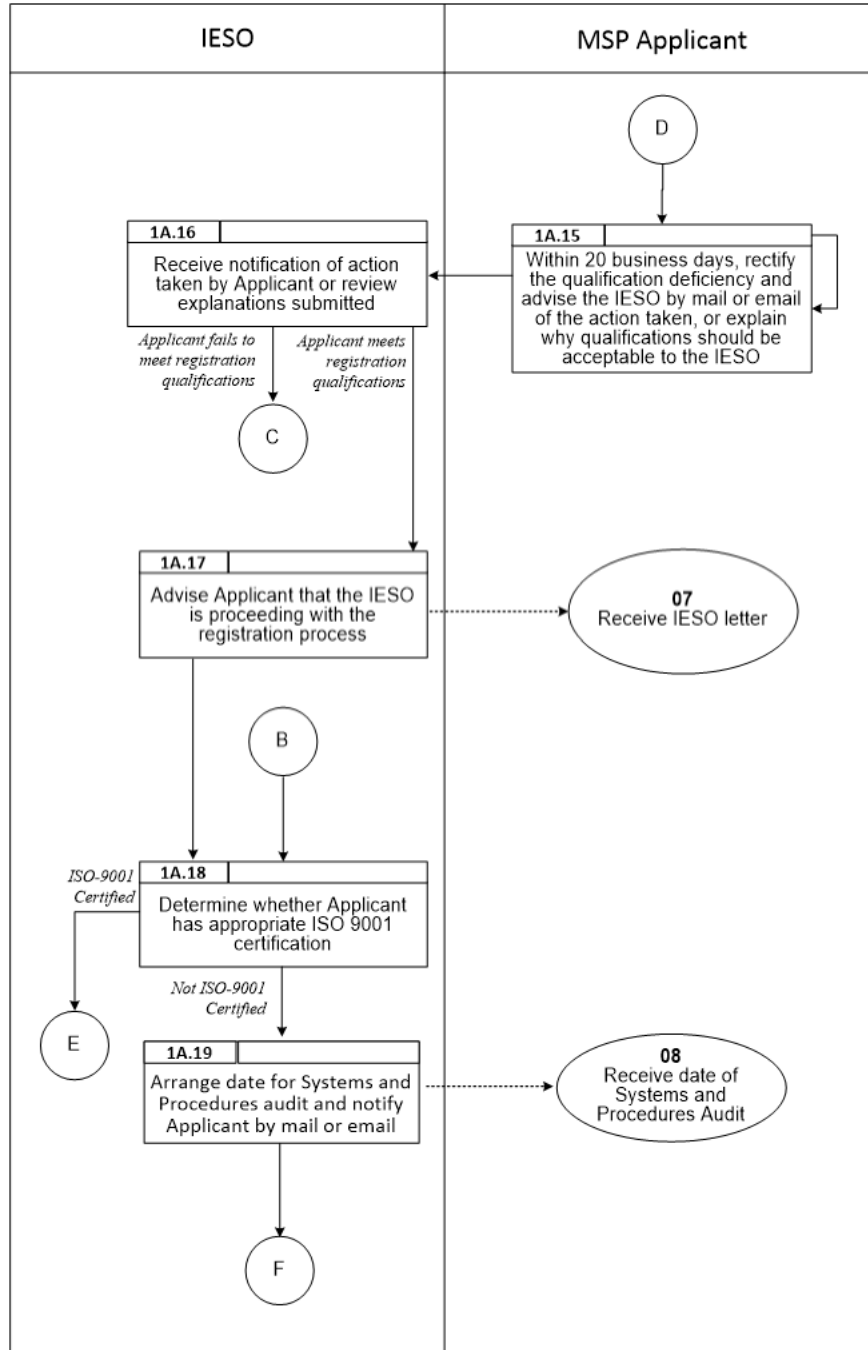 IESO
MSP Applicant
D
1A.15
Within 20 business days, rectify
the qualification deficiency and
advise the IESO by mail or email
of the action taken, or explain
why qualifications should be
acceptable to the IESO
1A.16
Receive notification of action
taken by Applicant or review
explanations submitted
Applicant fails to
meet registration
qualifications
Applicant meets
registration
qualifications
C
1A.17
Advise Applicant that the IESO
is proceeding with the
registration process
07
Receive IESO letter
B
1A.18
Determine whether Applicant
has appropriate ISO 9001
certification
ISO-9001
Certified
Not ISO-9001
Certified
E
1A.19
Arrange date for Systems and
Procedures audit and notify
Applicant by mail or email
08
Receive date of
Systems and
Procedures Audit
F